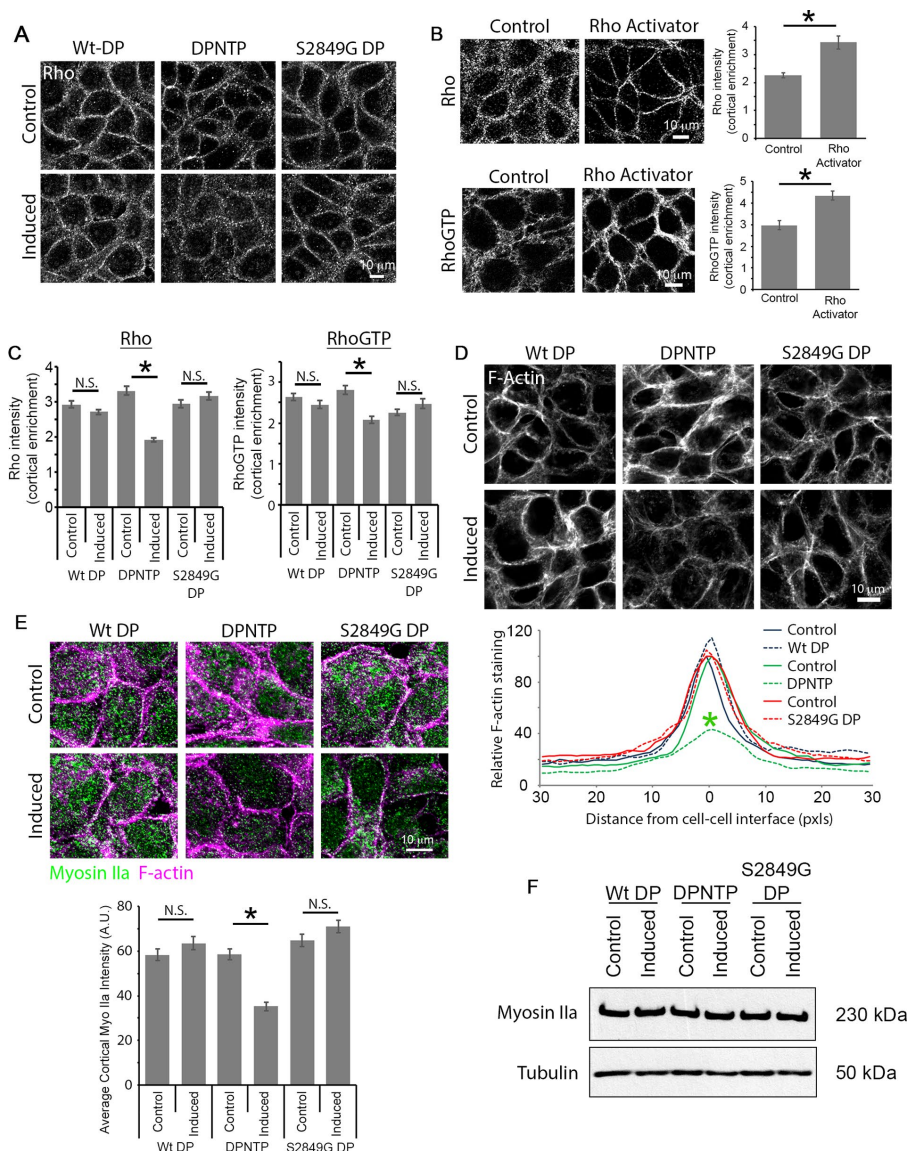 A
Wt-DP DPNTP S2849G DP
Rho
Control
Induced
10 μm
B
Control Rho Activator
Rho
10 μm
Rho intensity
(cortical enrichment)
4
3
2
1
0
*
Control Rho
Activator
Control Rho Activator
RhoGTP
10 μm
RhoGTP intensity
(cortical enrichment)
5
4
3
2
1
0
*
Control Rho
Activator
C
Rho
Rho intensity
(cortical enrichment)
4
3
2
1
0
N.S. * N.S.
Control Induced Control Induced Control Induced
Wt DP DPNTP S2849G
DP
RhoGTP
RhoGTP intensity
(cortical enrichment)
3
2
1
0
N.S. * N.S.
Control Induced Control Induced Control Induced
Wt DP DPNTP S2849G
DP
D
Wt DP DPNTP S2849G DP
F-Actin
Control
Induced
10 μm
Relative F-actin staining
120
80
40
0
*
30 20 10 0 10 20 30
Distance from cell-cell interface (pxls)
Control
Wt DP
Control
DPNTP
Control
S2849G DP
E
Wt DP DPNTP S2849G DP
Control
Induced
10 μm
Myosin IIa F-actin
Average Cortical Myo IIa Intensity (A.U.)
80
60
40
20
0
N.S. * N.S.
Control Induced Control Induced Control Induced
Wt DP DPNTP S2849G DP
F
S2849G
Wt DP DPNTP DP
Control Induced Control Induced Control Induced
Myosin IIa 230 kDa
Tubulin 50 kDa